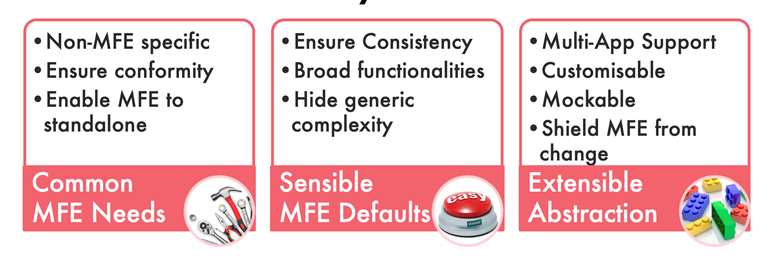 • Non-MFE specific
• Ensure conformity
• Enable MFE to
standalone
Common
MFE Needs
• Ensure Consistency
• Broad functionalities
• Hide generic
complexity
Sensible
MFE Defaults
easy
• Multi-App Support
• Customisable
• Mockable
• Shield MFE from
change
Extensible
Abstraction